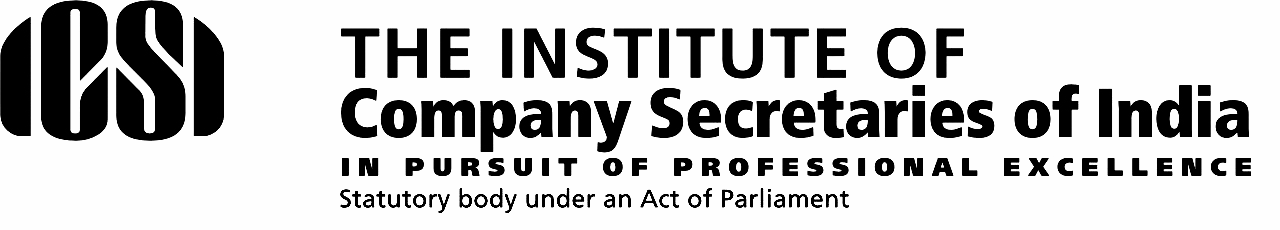 ICSI
THE INSTITUTE OF
Company Secretaries of India
IN PURSUIT OF PROFESSIONAL EXCELLENCE
Statutory body under an Act of Parliament